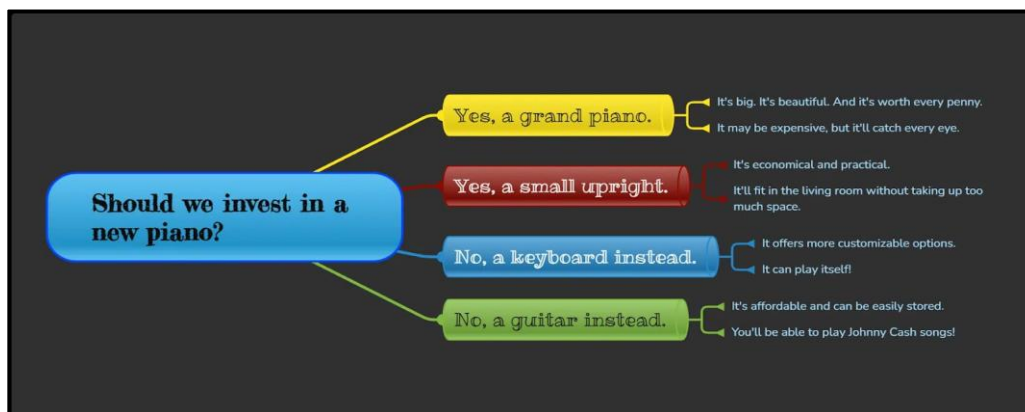 Should we invest in a
new piano?
Yes, a grand piano.
It's big. It's beautiful. And it's worth every penny.
It may be expensive, but it'll catch every eye.
Yes, a small upright.
It's economical and practical.
It'll fit in the living room without taking up too
much space.
No, a keyboard instead.
It offers more customizable options.
It can play itself!
No, a guitar instead.
It's affordable and can be easily stored.
You'll be able to play Johnny Cash songs!